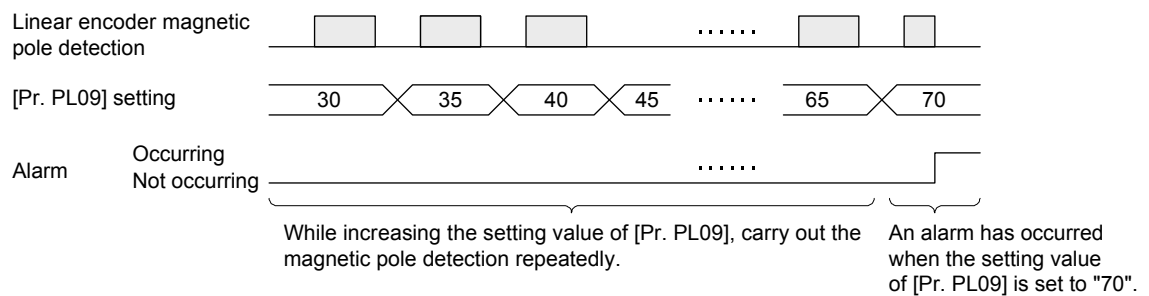 Linear encoder magnetic
pole detection
[Pr. PL09] setting
30 35 40 45 ...... 65 70
Alarm
Occurring
Not occurring
While increasing the setting value of [Pr. PL09], carry out the
magnetic pole detection repeatedly.
An alarm has occurred
when the setting value
of [Pr. PL09] is set to "70".